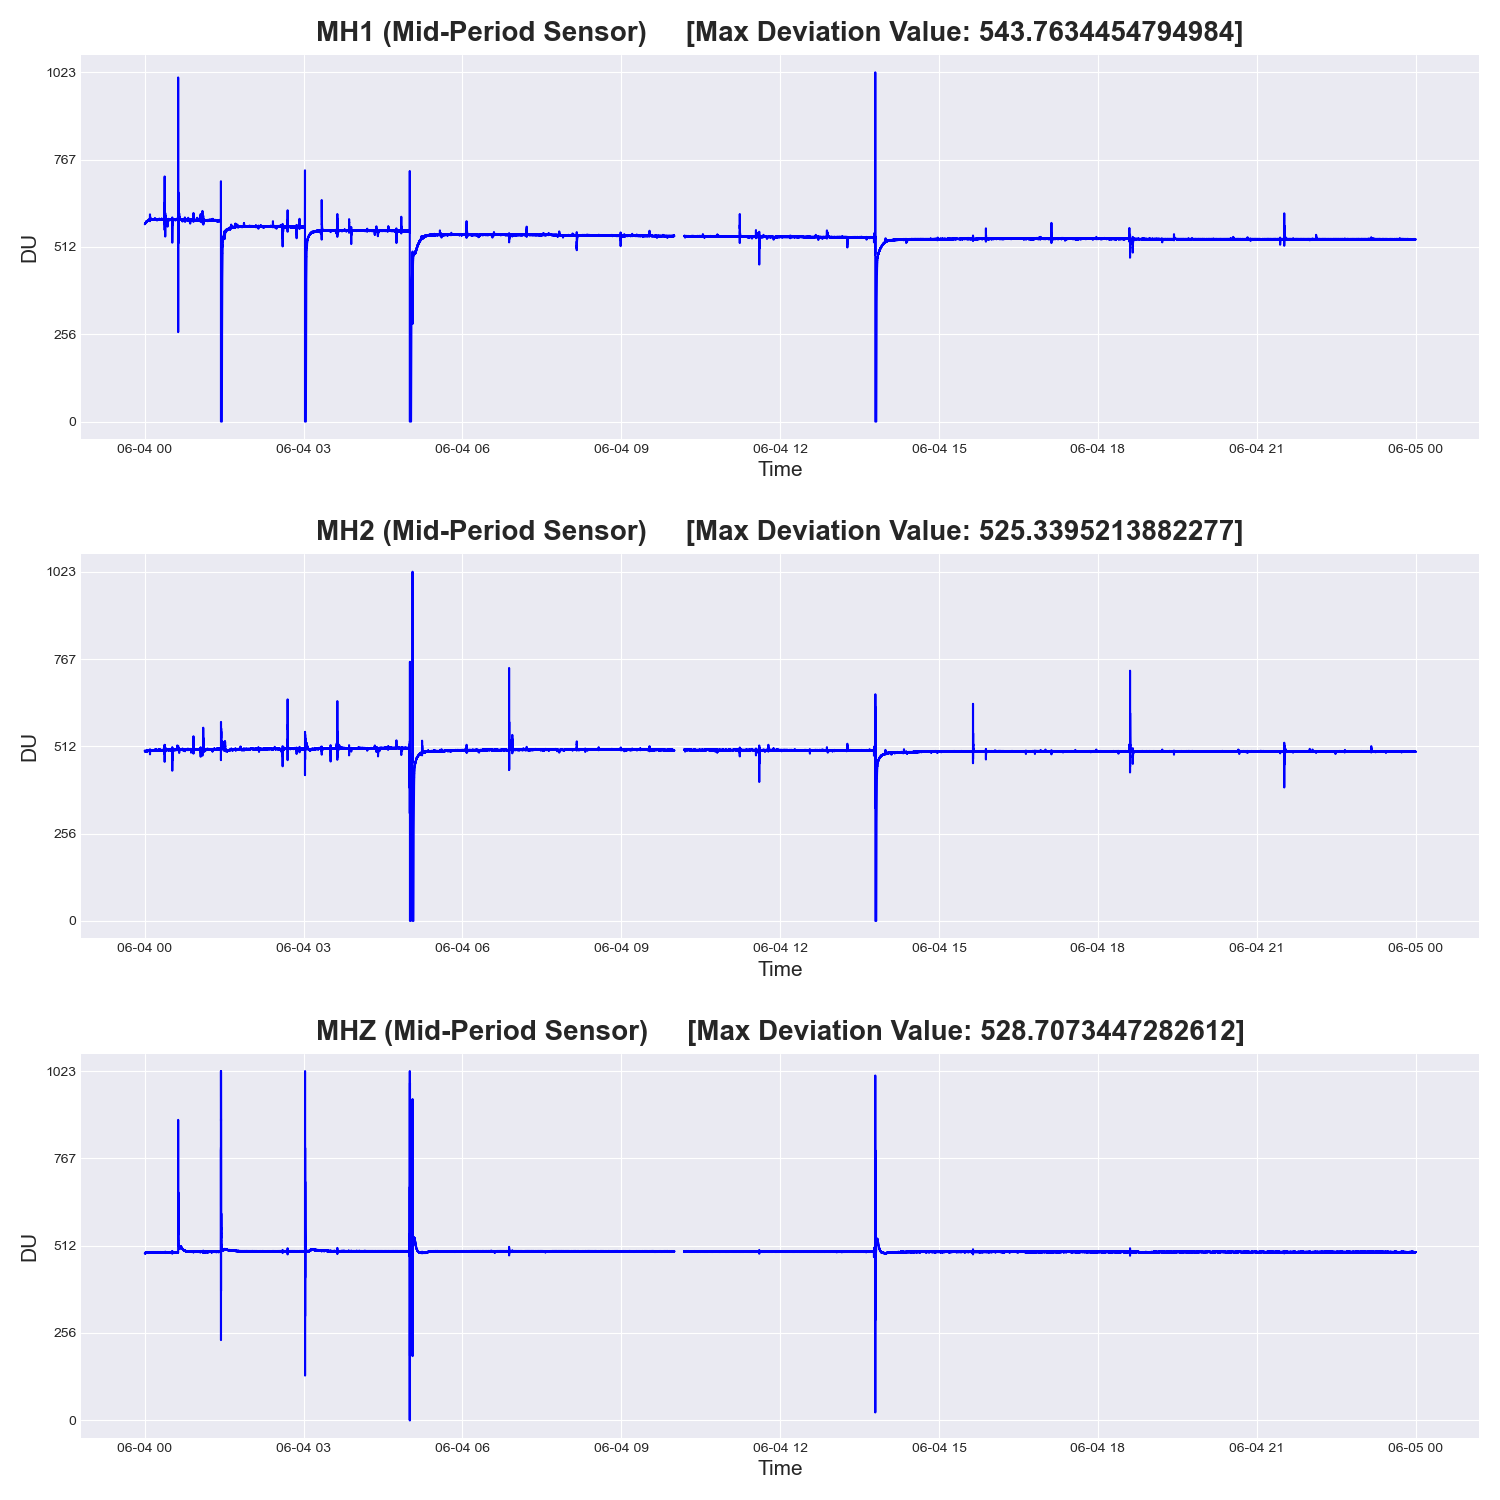 MH1 (Mid-Period Sensor) [Max Deviation Value: 543.7634454794984]
1023
767
512
256
0
DU
06-04 00 06-04 03 06-04 06 06-04 09 06-04 12 06-04 15 06-04 18 06-04 21 06-05 00
Time
MH2 (Mid-Period Sensor) [Max Deviation Value: 525.3395213882277]
1023
767
512
256
0
DU
06-04 00 06-04 03 06-04 06 06-04 09 06-04 12 06-04 15 06-04 18 06-04 21 06-05 00
Time
MHZ (Mid-Period Sensor) [Max Deviation Value: 528.7073447282612]
1023
767
512
256
0
DU
06-04 00 06-04 03 06-04 06 06-04 09 06-04 12 06-04 15 06-04 18 06-04 21 06-05 00
Time